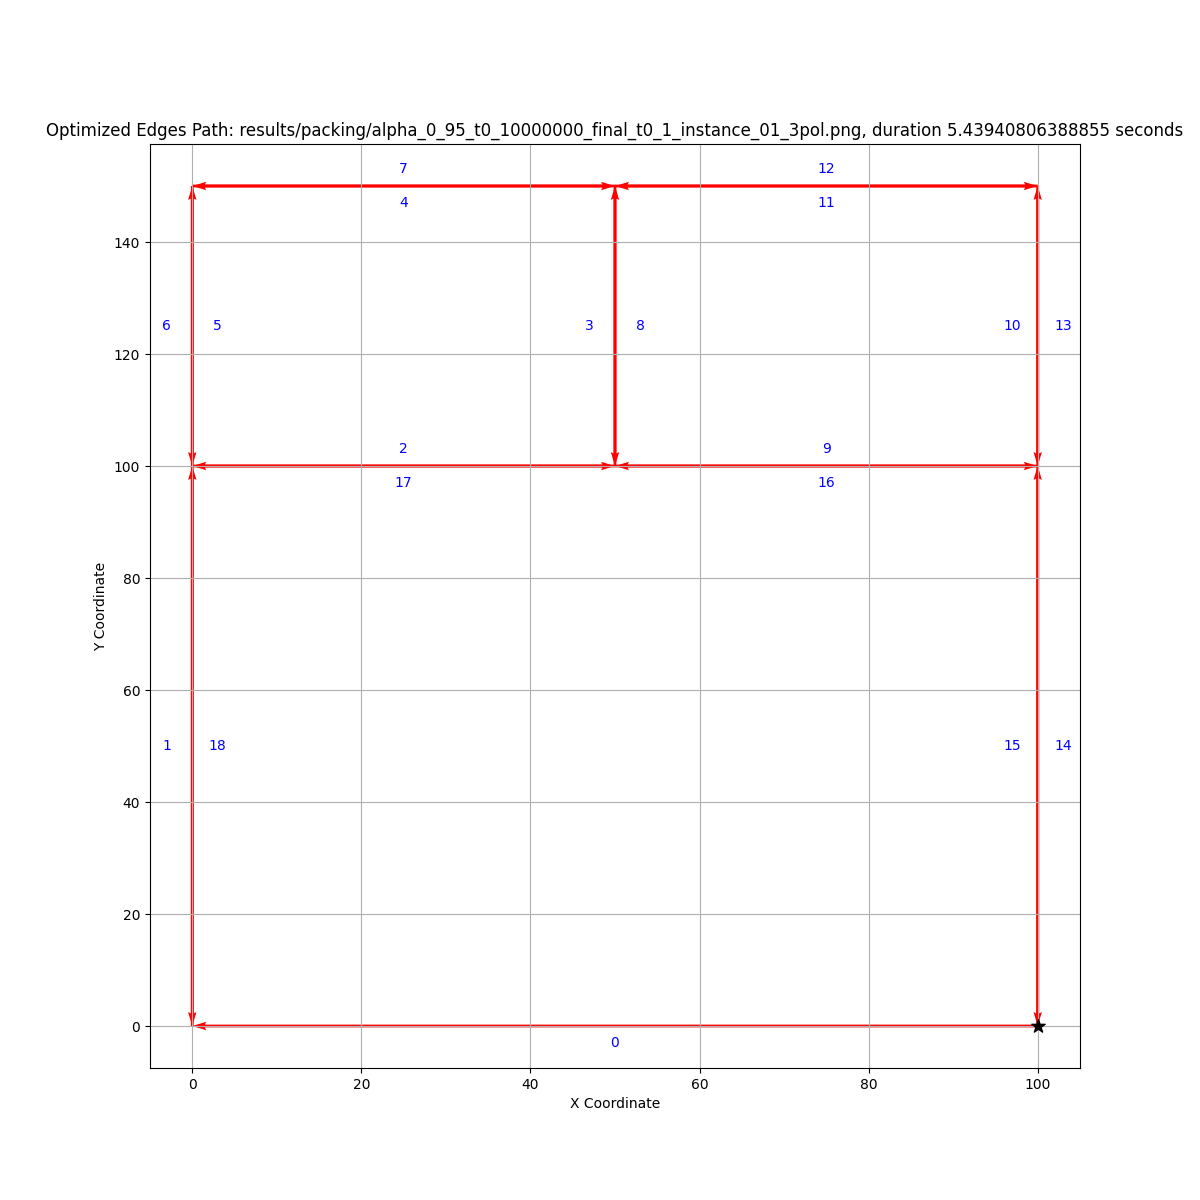 Optimized Edges Path: results/packing/alpha_0_95_t0_10000000_final_t0_1_instance_01_3pol.png, duration 5.43940806388855 seconds
7 12
4 11
140
6 5 3 8 10 13
120
2 9
100
17 16
80
Y Coordinate
60
1 18 15 14
40
20
0
0
0 20 40 60 80 100
X Coordinate